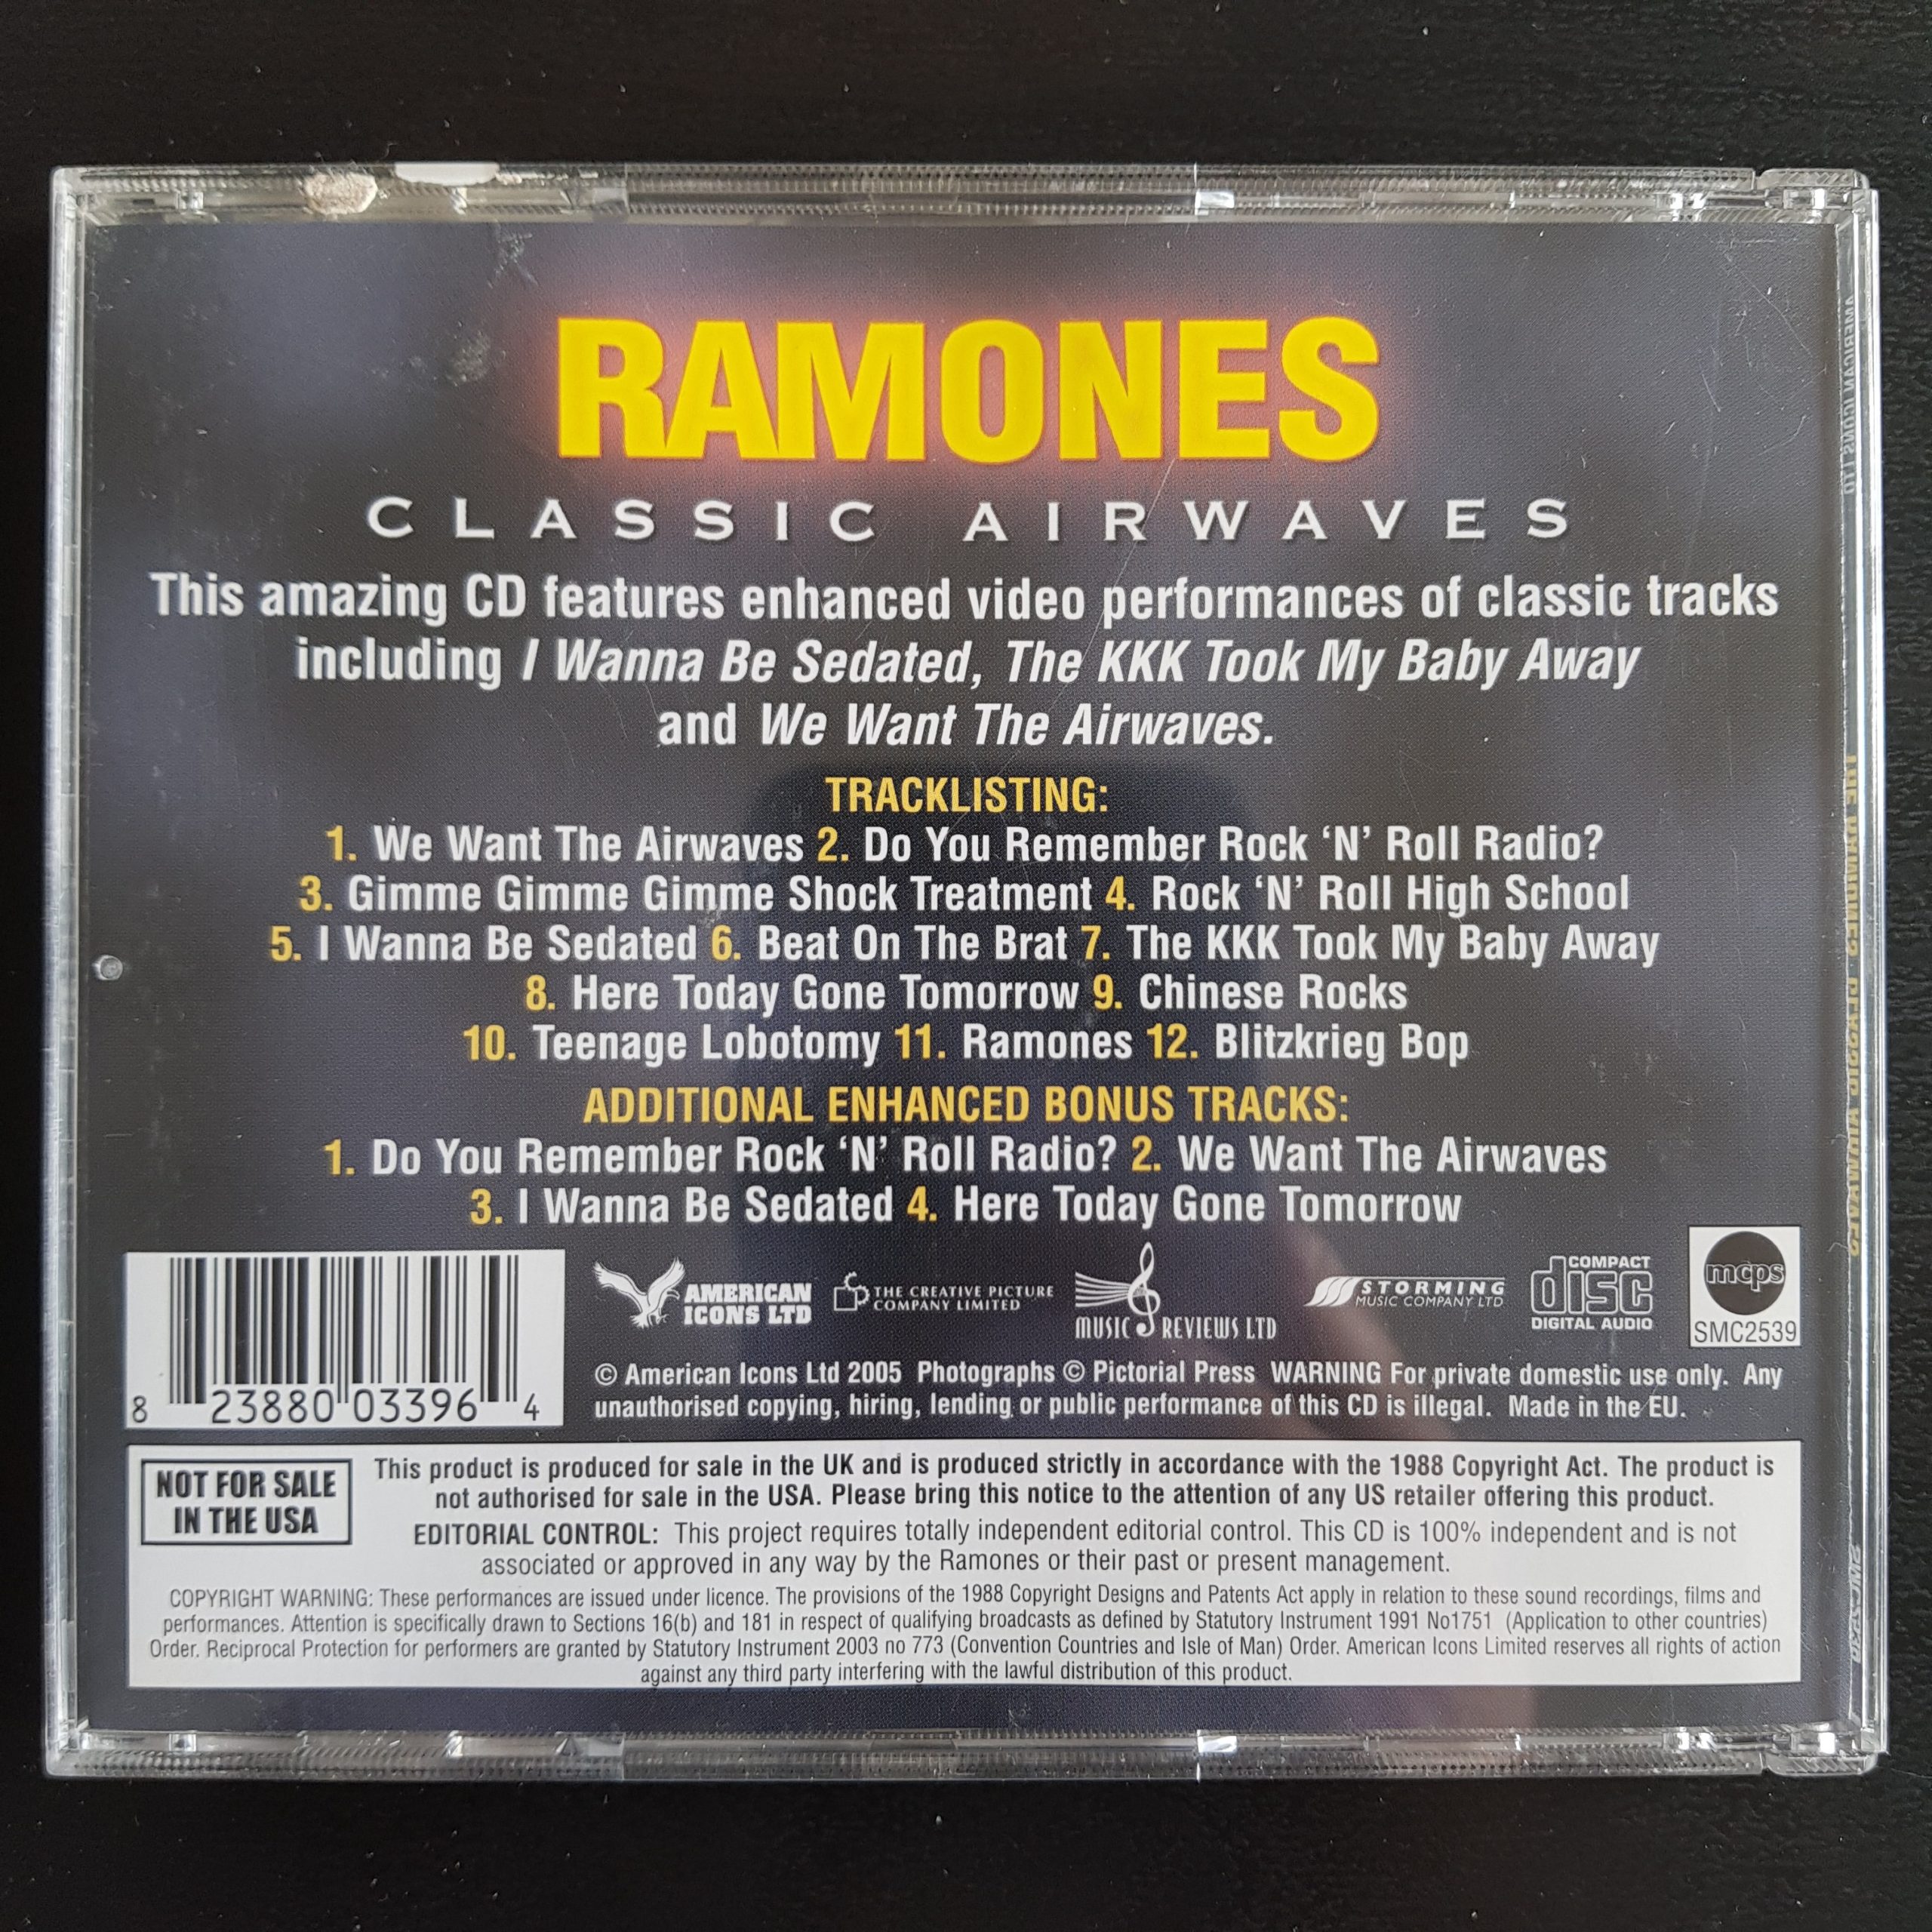 RAMONES
CLASSIC AIRWAVES
This amazing CD features enhanced video performances of classic tracks
including I Wanna Be Sedated, The KKK Took My Baby Away
and We Want The Airwaves.
TRACKLISTING:
1. We Want The Airwaves 2. Do You Remember Rock ‘N’ Roll Radio?
3. Gimme Gimme Gimme Shock Treatment 4. Rock ‘N’ Roll High School
5. I Wanna Be Sedated 6. Beat On The Brat 7. The KKK Took My Baby Away
8. Here Today Gone Tomorrow 9. Chinese Rocks
10. Teenage Lobotomy 11. Ramones 12. Blitzkrieg Bop
ADDITIONAL ENHANCED BONUS TRACKS:
1. Do You Remember Rock ‘N’ Roll Radio? 2. We Want The Airwaves
3. I Wanna Be Sedated 4. Here Today Gone Tomorrow
8 23880 03396 4
AMERICAN
ICONS LTD
THE CREATIVE PICTURE
COMPANY LIMITED
MUSIC REVIEWS LTD
STORMING
MUSIC COMPANY LTD
COMPACT
disc
DIGITAL AUDIO
mcps
SMC2539
© American Icons Ltd 2005 Photographs © Pictorial Press WARNING For private domestic use only. Any
unauthorised copying, hiring, lending or public performance of this CD is illegal. Made in the EU.
NOT FOR SALE
IN THE USA
This product is produced for sale in the UK and is produced strictly in accordance with the 1988 Copyright Act. The product is
not authorised for sale in the USA. Please bring this notice to the attention of any US retailer offering this product.
EDITORIAL CONTROL: This project requires totally independent editorial control. This CD is 100% independent and is not
associated or approved in any way by the Ramones or their past or present management.
COPYRIGHT WARNING: These performances are issued under licence. The provisions of the 1988 Copyright Designs and Patents Act apply in relation to these sound recordings, films and
performances. Attention is specifically drawn to Sections 16(b) and 181 in respect of qualifying broadcasts as defined by Statutory Instrument 1991 No1751 (Application to other countries)
Order. Reciprocal Protection for performers are granted by Statutory Instrument 2003 no 773 (Convention Countries and Isle of Man) Order. American Icons Limited reserves all rights of action
against any third party interfering with the lawful distribution of this product.
AMERICAN ICONS LTD
THE RAMONES CLASSIC AIRWAVES